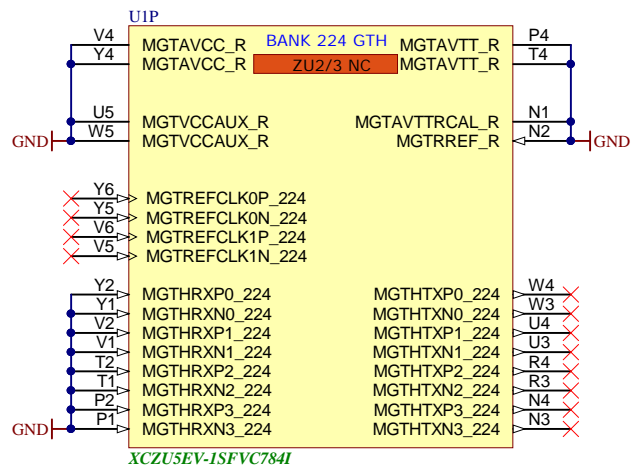 U1P
BANK 224 GTH
ZU2/3 NC
V4 MGTAVCC_R MGTAVTT_R P4
Y4 MGTAVCC_R MGTAVTT_R T4
U5 MGTVCCAUX_R MGTAVTTRCAL_R N1
GND W5 MGTVCCAUX_R MGTRREF_R N2 GND
Y6 MGTREFCLK0P_224
Y5 MGTREFCLK0N_224
V6 MGTREFCLK1P_224
V5 MGTREFCLK1N_224
Y2 MGTHRXP0_224 MGTHTXP0_224 W4
Y1 MGTHRXN0_224 MGTHTXN0_224 W3
V2 MGTHRXP1_224 MGTHTXP1_224 U4
V1 MGTHRXN1_224 MGTHTXN1_224 U3
T2 MGTHRXP2_224 MGTHTXP2_224 R4
T1 MGTHRXN2_224 MGTHTXN2_224 R3
P2 MGTHRXP3_224 MGTHTXP3_224 N4
GND P1 MGTHRXN3_224 MGTHTXN3_224 N3
XCZU5EV-1SFVC784I